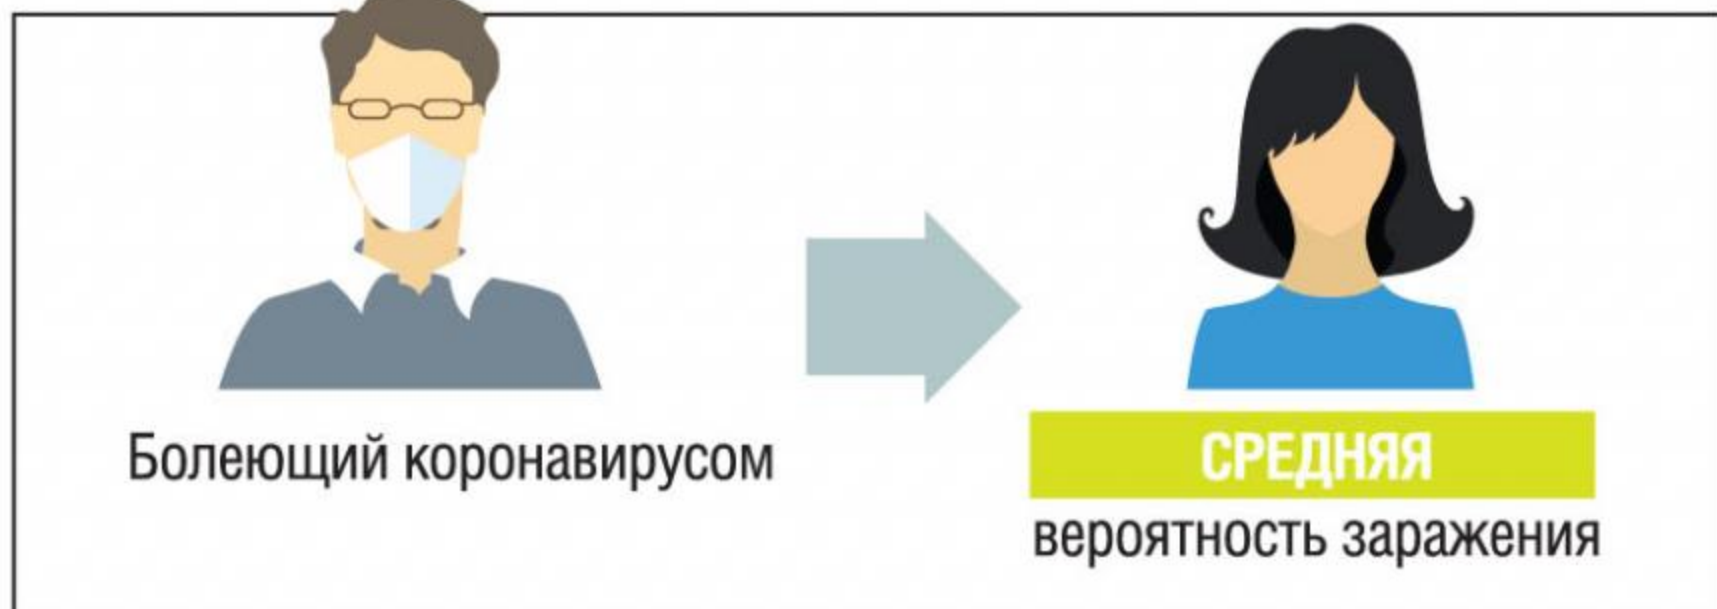 Болеющий коронавирусом
СРЕДНЯЯ
вероятность заражения